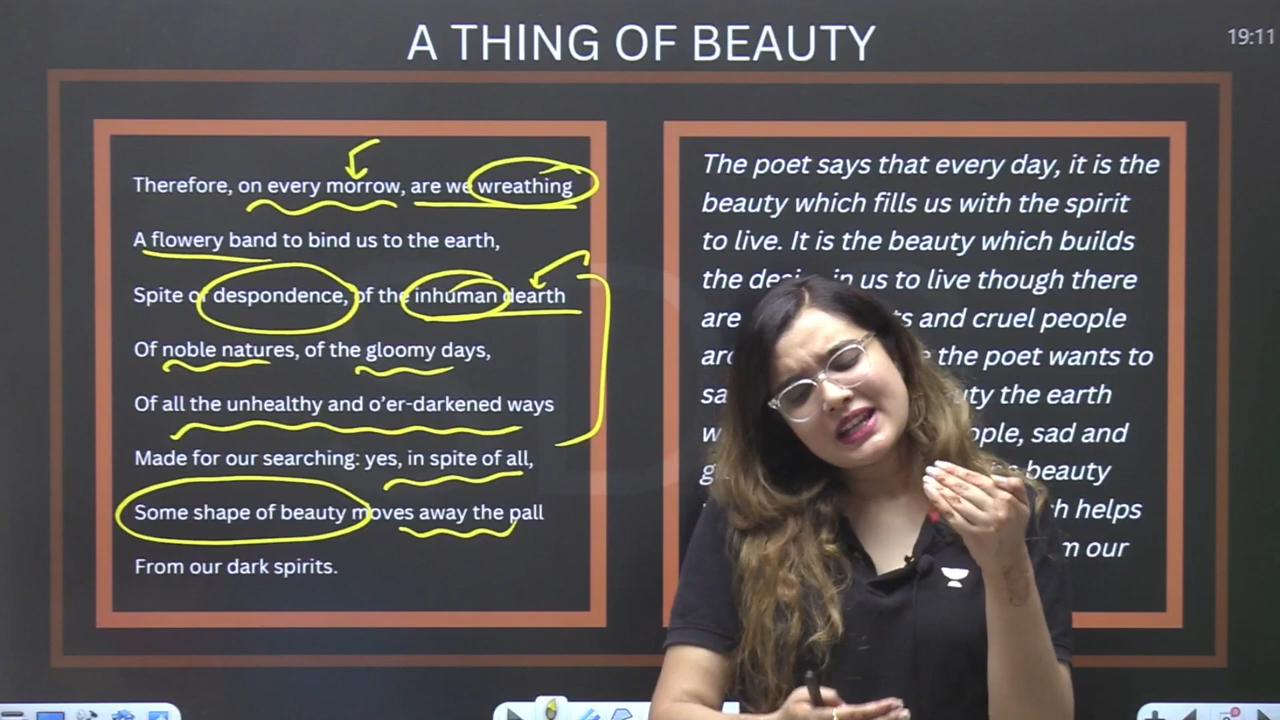 A THING OF BEAUTY
19:11
Therefore, on every morrow, are we wreathing
A flowery band to bind us to the earth,
Spite of despondence, of the inhuman dearth
Of noble natures, of the gloomy days,
Of all the unhealthy and o'er-darkened ways
Made for our searching: yes, in spite of all,
Some shape of beauty moves away the pall
From our dark spirits.
The poet says that every day, it is the
beauty which fills us with the spirit
to live. It is the beauty which builds
the in us to live though there
are and cruel people
the poet wants to
the earth
sad and
beauty
helps
our